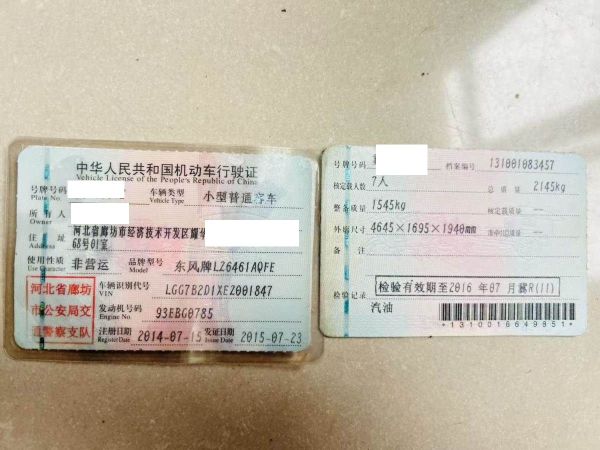 中华人民共和国机动车行驶证
Vehicle License of the People's Republic of China
号牌号码
Plate No.
车辆类型
Vehicle Type
小型普通客车
所有人
Owner
住址
Address
河北省廊坊市经济技术开发区
68号01室
使用性质
Use Character
非营运
品牌型号
Model
东风牌LZ6461AQFE
河北省廊坊
市公安局交
通警察支队
车辆识别代号
VIN
LGG7B2D1XEZ001847
发动机号码
Engine No
93EBG0785
注册日期
Register Date
2014-07-15
发证日期
Issue Date
2015-07-23
号牌号码
档案编号
131001083457
核定载人数
7人
总质量
2145kg
整备质量
1545kg
核定载质量
外廓尺寸
4645×1695×1940mm
准牵引总质量
备注
检验记录
检验有效期至2016年07月冀R(11)
汽油
*1310016649851*